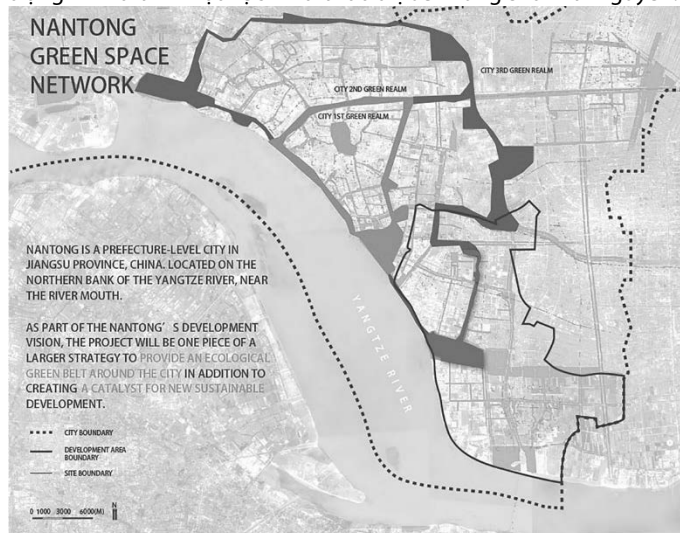 NANTONG
GREEN SPACE
NETWORK
CITY 3RD GREEN REALM
CITY 2ND GREEN REALM
CITY 1ST GREEN REALM
NANTONG IS A PREFECTURE-LEVEL CITY IN
JIANGSU PROVINCE, CHINA. LOCATED ON THE
NORTHERN BANK OF THE YANGTZE RIVER, NEAR
THE RIVER MOUTH.
AS PART OF THE NANTONG' S DEVELOPMENT
VISION, THE PROJECT WILL BE ONE PIECE OF A
LARGER STRATEGY TO PROVIDE AN ECOLOGICAL
GREEN BELT AROUND THE CITY IN ADDITION TO
CREATING A CATALYST FOR NEW SUSTAINABLE
DEVELOPMENT.
YANGTZE RIVER
CITY BOUNDARY
DEVELOPMENT AREA
BOUNDARY
SITE BOUNDARY
0 1000 3000 6000(M) N